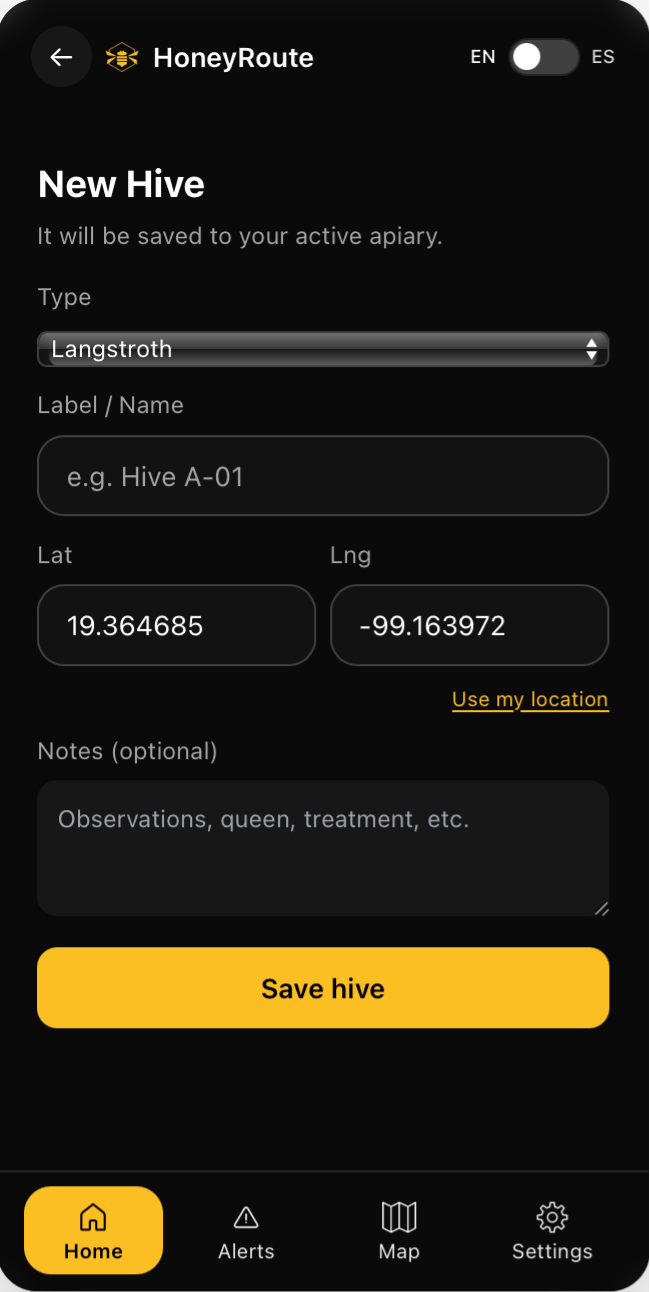 HoneyRoute
EN ES
New Hive
It will be saved to your active apiary.
Type
Langstroth
Label / Name
e.g. Hive A-01
Lat Lng
19.364685 -99.163972
Use my location
Notes (optional)
Observations, queen, treatment, etc.
Save hive
Home Alerts Map Settings